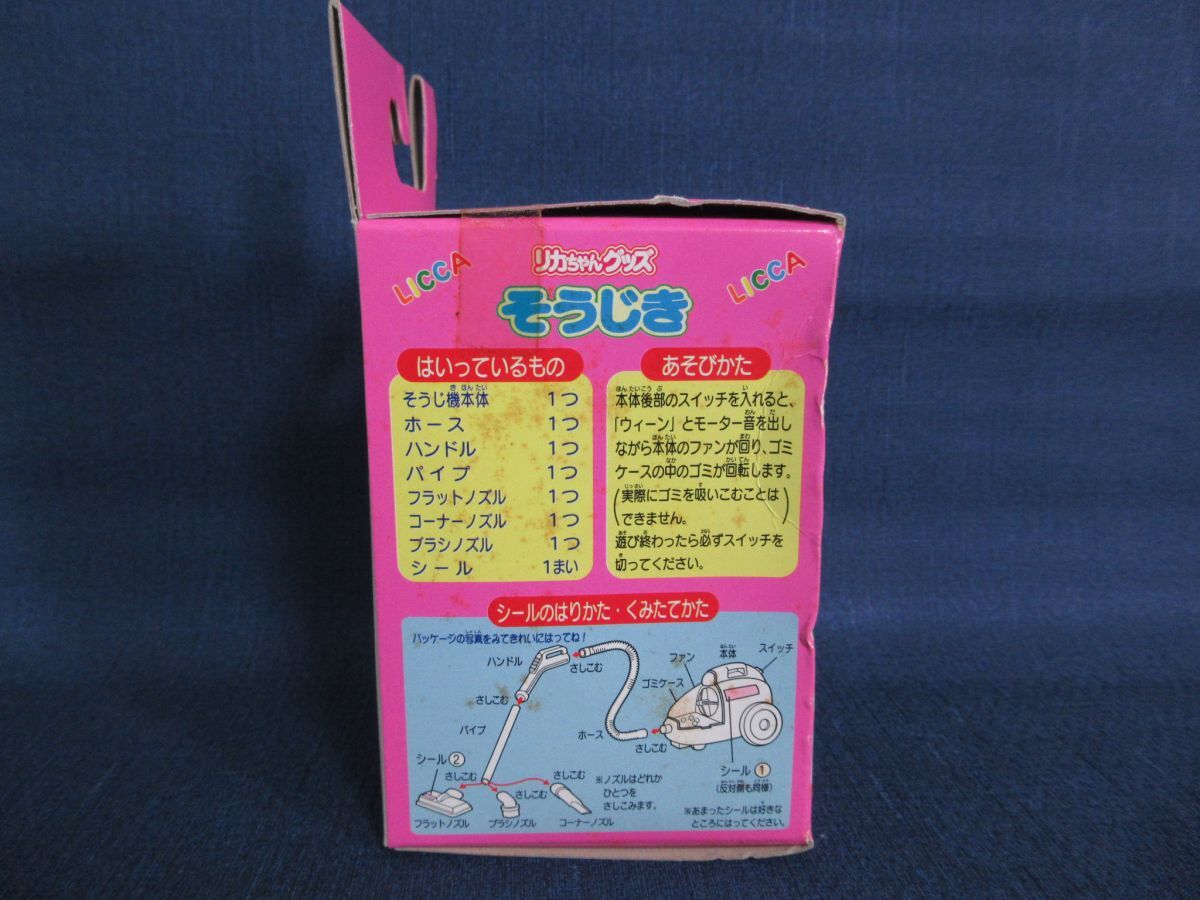 LICCA
リカちゃんグッズ
LICCA
そうじき
はいっているもの
そうじ機本体 1つ
ホース 1つ
ハンドル 1つ
パイプ 1つ
フラットノズル 1つ
コーナーノズル 1つ
ブラシノズル 1つ
シール 1まい
あそびかた
本体後部のスイッチを入れると、
「ウィーン」とモーター音を出し
ながら本体のファンが回り、ゴミ
ケースの中のゴミが回転します。
(実際にゴミを吸いこむことは
できません。)
遊び終わったら必ずスイッチを
切ってください。
シールのはりかた・くみたてかた
パッケージの写真をみてきれいにはってね!
ハンドル
さしこむ
さしこむ
パイプ
ホース
さしこむ
ファン
本体
スイッチ
ゴミケース
シール①
(反対側も同様)
シール②
さしこむ
さしこむ
さしこむ
フラットノズル
ブラシノズル
コーナーノズル
※ノズルはどれか
ひとつを
さしこみます。
※あまったシールは好きな
ところにはってください。